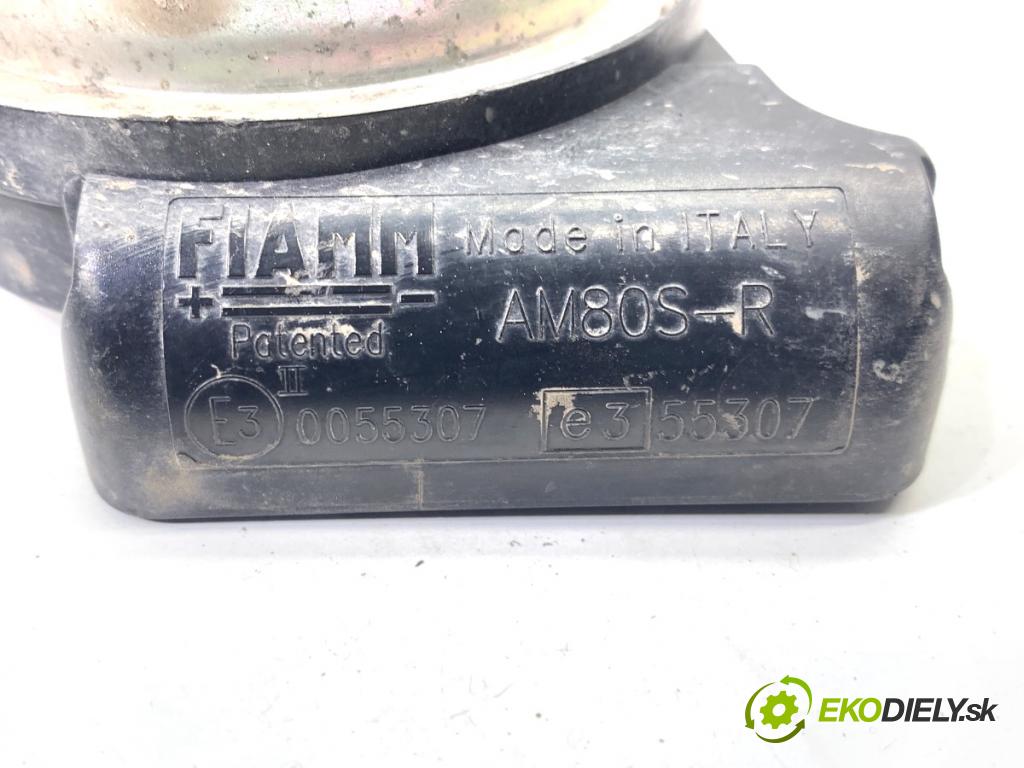 FIAMM Made in ITALY
+ - AM80S-R
Patented
II
E3 0055307 e3 55307
EKODIELY.sk